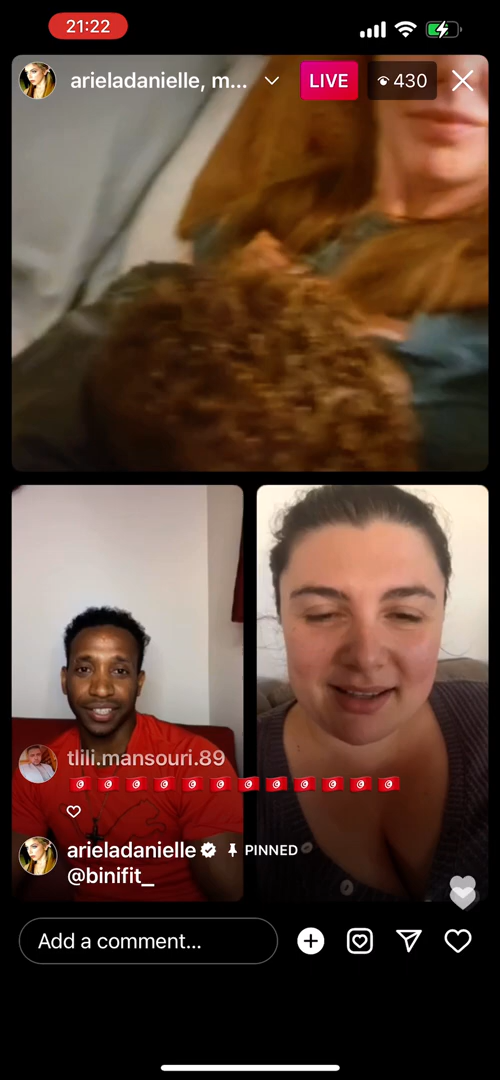 21:22
arieladanielle, m...
LIVE
430
tlili.mansouri.89
🇹🇳🇹🇳🇹🇳🇹🇳🇹🇳🇹🇳🇹🇳🇹🇳🇹🇳🇹🇳🇹🇳🇹🇳
arieladanielle PINNED
@binifit_
Add a comment...